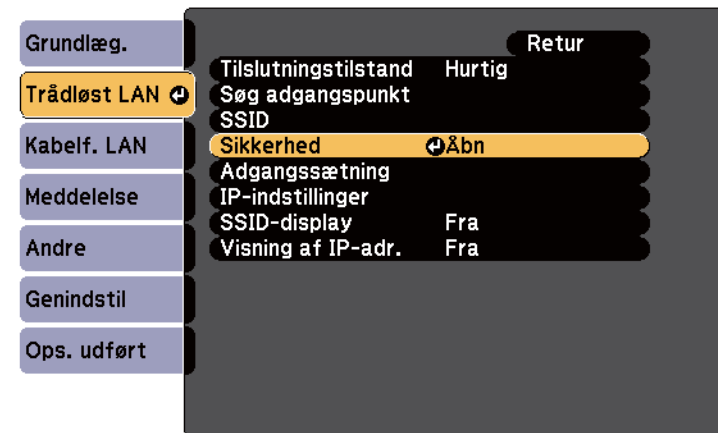 Grundlæg.
Trådløst LAN
Kabelf. LAN
Meddelelse
Andre
Genindstil
Ops. udført
Retur
Tilslutningstilstand Hurtig
Søg adgangspunkt
SSID
Sikkerhed Åbn
Adgangssætning
IP-indstillinger
SSID-display Fra
Visning af IP-adr. Fra